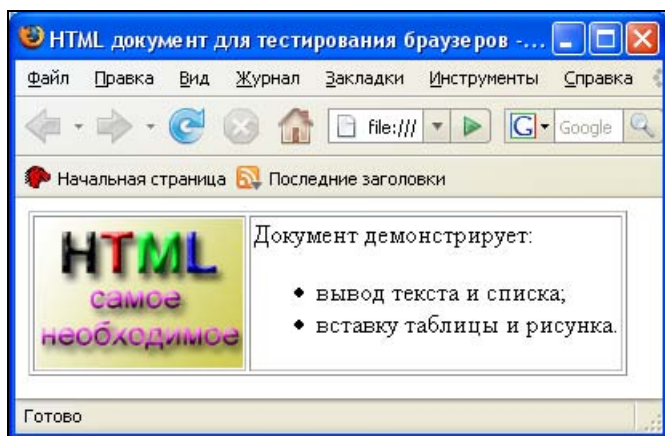 HTML документ для тестирования браузеров -...
Файл Правка Вид Журнал Закладки Инструменты Справка
file:/// G Google
Начальная страница Последние заголовки
HTML
самое
необходимое
Документ демонстрирует:
• вывод текста и списка;
• вставку таблицы и рисунка.
Готово